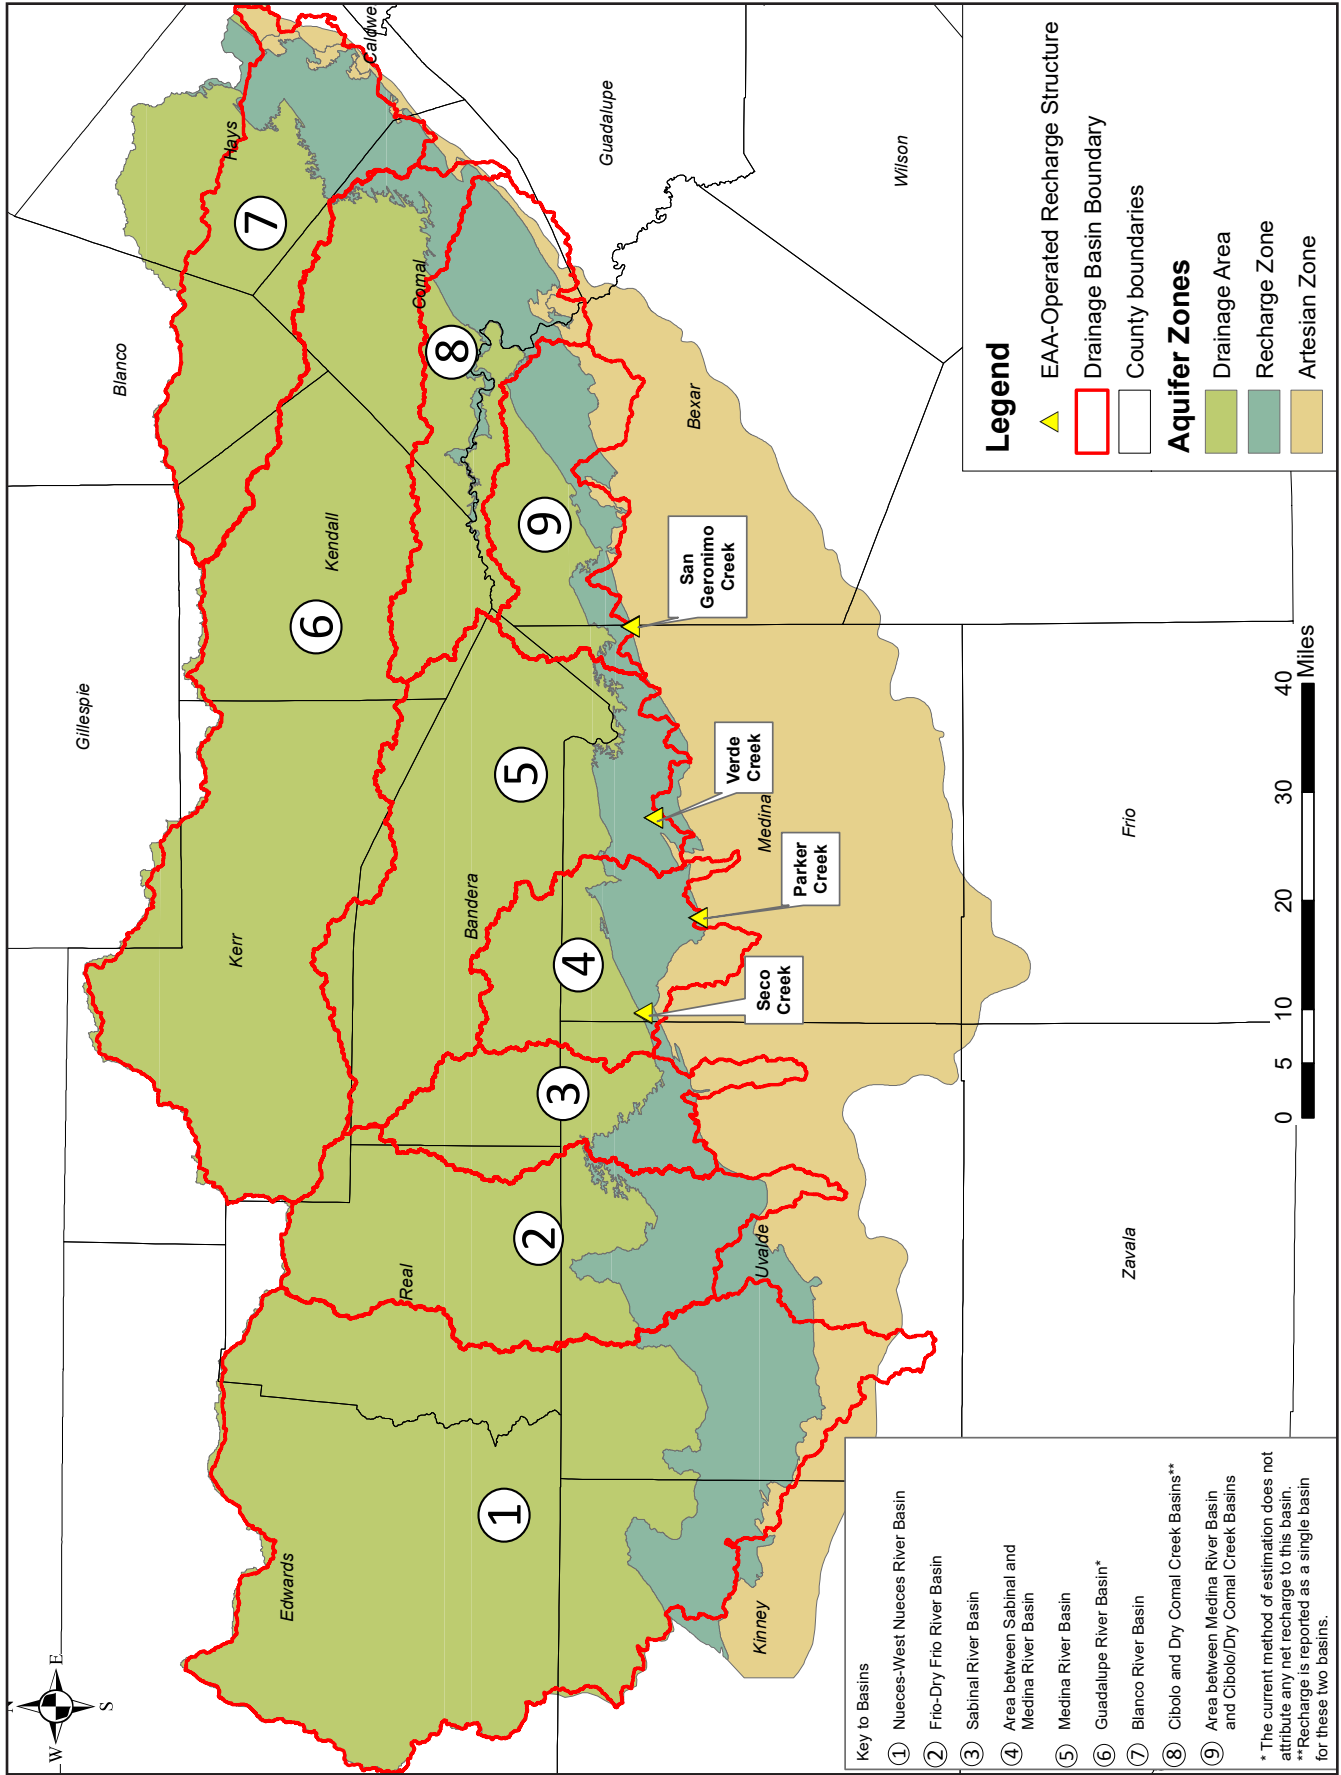 N
W
E
S
Gillespie
Blanco
Hays
Caldwe
Kerr
Kendall
Comal
Guadalupe
Edwards
Real
Bandera
Bexar
Wilson
Kinney
Uvalde
Medina
Zavala
Frio
1
2
3
4
5
6
7
8
9
Seco
Creek
Parker
Creek
Verde
Creek
San
Geronimo
Creek
Key to Basins
1 Nueces-West Nueces River Basin
2 Frio-Dry Frio River Basin
3 Sabinal River Basin
4 Area between Sabinal and
Medina River Basin
5 Medina River Basin
6 Guadalupe River Basin*
7 Blanco River Basin
8 Cibolo and Dry Comal Creek Basins**
9 Area between Medina River Basin
and Cibolo/Dry Comal Creek Basins
* The current method of estimation does not
attribute any net recharge to this basin.
**Recharge is reported as a single basin
for these two basins.
0 5 10 20 30 40
Miles
Legend
EAA-Operated Recharge Structure
Drainage Basin Boundary
County boundaries
Aquifer Zones
Drainage Area
Recharge Zone
Artesian Zone